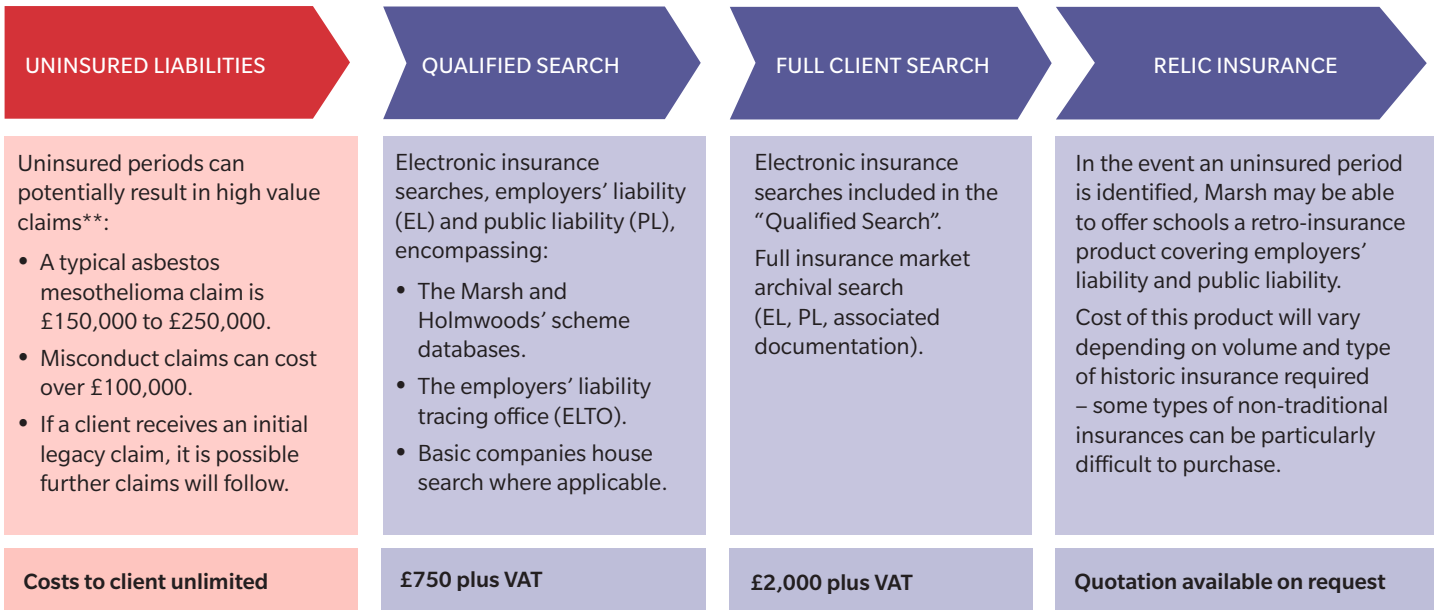 UNINSURED LIABILITIES
Uninsured periods can
potentially result in high value
claims**:
• A typical asbestos
mesothelioma claim is
£150,000 to £250,000.
• Misconduct claims can cost
over £100,000.
• If a client receives an initial
legacy claim, it is possible
further claims will follow.
Costs to client unlimited
QUALIFIED SEARCH
Electronic insurance
searches, employers’ liability
(EL) and public liability (PL),
encompassing:
• The Marsh and
Holmwoods’ scheme
databases.
• The employers’ liability
tracing office (ELTO).
• Basic companies house
search where applicable.
£750 plus VAT
FULL CLIENT SEARCH
Electronic insurance
searches included in the
“Qualified Search”.
Full insurance market
archival search
(EL, PL, associated
documentation).
£2,000 plus VAT
RELIC INSURANCE
In the event an uninsured period
is identified, Marsh may be able
to offer schools a retro-insurance
product covering employers’
liability and public liability.
Cost of this product will vary
depending on volume and type
of historic insurance required
– some types of non-traditional
insurances can be particularly
difficult to purchase.
Quotation available on request